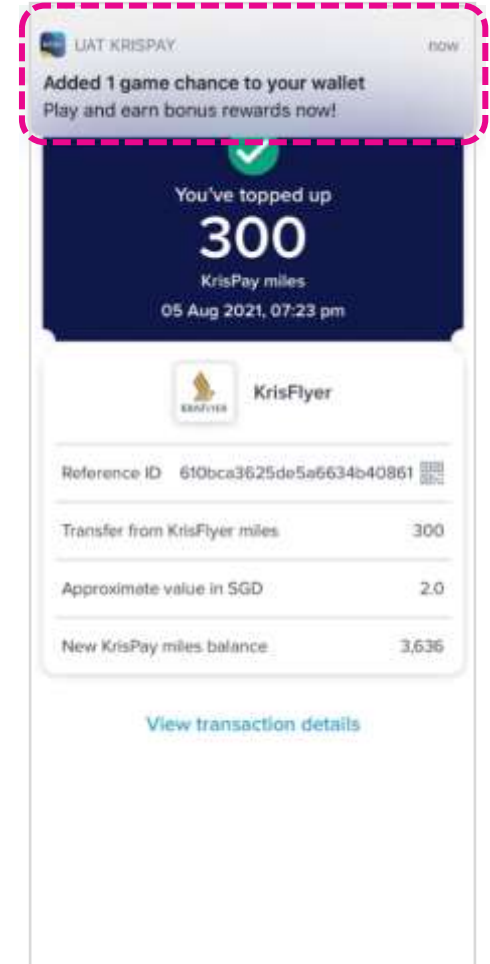 UAT KRISPAY now
Added 1 game chance to your wallet
Play and earn bonus rewards now!
You've topped up
300
KrisPay miles
05 Aug 2021, 07:23 pm
KRISFLYER
KrisFlyer
Reference ID 610bca3625de5a6634b40861
Transfer from KrisFlyer miles 300
Approximate value in SGD 2.0
New KrisPay miles balance 3,636
View transaction details